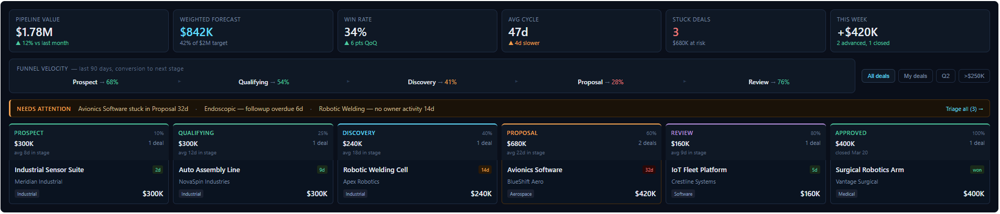 PIPELINE VALUE
$1.78M
▲ 12% vs last month
WEIGHTED FORECAST
$842K
42% of $2M target
WIN RATE
34%
▲ 6 pts QoQ
AVG CYCLE
47d
▲ 4d slower
STUCK DEALS
3
$680K at risk
THIS WEEK
+$420K
2 advanced, 1 closed
FUNNEL VELOCITY — last 90 days, conversion to next stage
Prospect → 68% ► Qualifying → 54% ► Discovery → 41% ► Proposal → 28% ► Review → 76%
All deals My deals Q2 >$250K
NEEDS ATTENTION Avionics Software stuck in Proposal 32d · Endoscopic — followup overdue 6d · Robotic Welding — no owner activity 14d Triage all (3) →
PROSPECT 10%
$300K 1 deal
avg 8d in stage
Industrial Sensor Suite 2d
Meridian Industrial
Industrial $300K
QUALIFYING 25%
$300K 1 deal
avg 12d in stage
Auto Assembly Line 9d
NovaSpin Industries
Industrial $300K
DISCOVERY 40%
$240K 1 deal
avg 18d in stage
Robotic Welding Cell 14d
Apex Robotics
Industrial $240K
PROPOSAL 60%
$680K 2 deals
avg 22d in stage
Avionics Software 32d
BlueShift Aero
Aerospace $420K
REVIEW 80%
$160K 1 deal
avg 9d in stage
IoT Fleet Platform 5d
Crestline Systems
Software $160K
APPROVED 100%
$400K 1 deal
closed Mar 20
Surgical Robotics Arm won
Vantage Surgical
Medical $400K